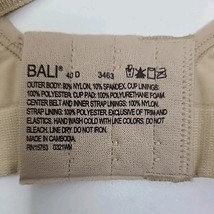 BALI® 40 D 3463
OUTER BODY: 90% NYLON, 10% SPANDEX. CUP LININGS:
100% POLYESTER. CUP PAD: 100% POLYURETHANE FOAM.
CENTER BELT AND INNER STRAP LININGS: 100% NYLON.
BACK LINING: 100% POLYESTER. EXCLUSIVE OF TRIM AND
ELASTICS. HAND WASH COLD WITH LIKE COLORS. DO NOT
BLEACH. LINE DRY. DO NOT IRON.
MADE IN CAMBODIA.
RN15763 0321WN